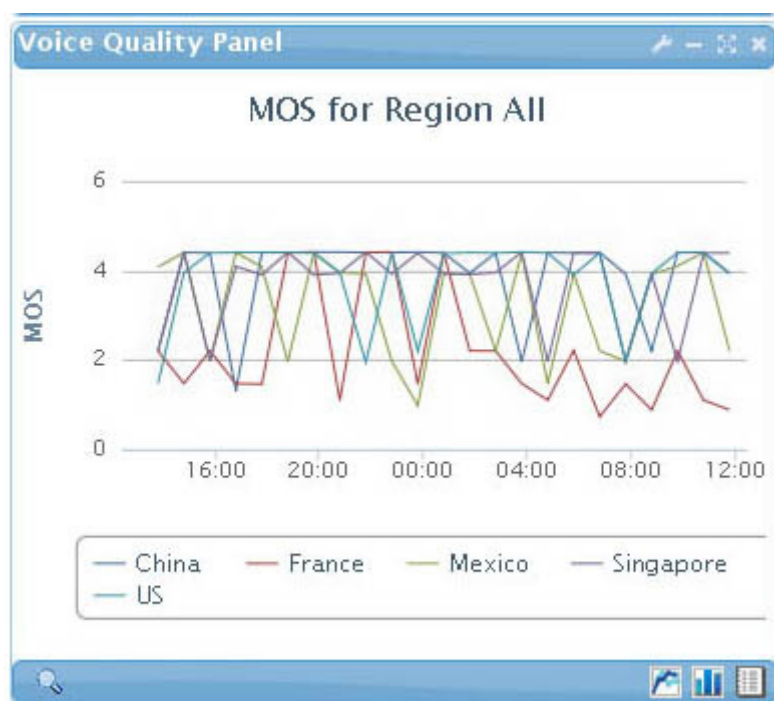 Voice Quality Panel
MOS for Region All
6
4
2
0
MOS
16:00 20:00 00:00 04:00 08:00 12:00
China France Mexico Singapore
US